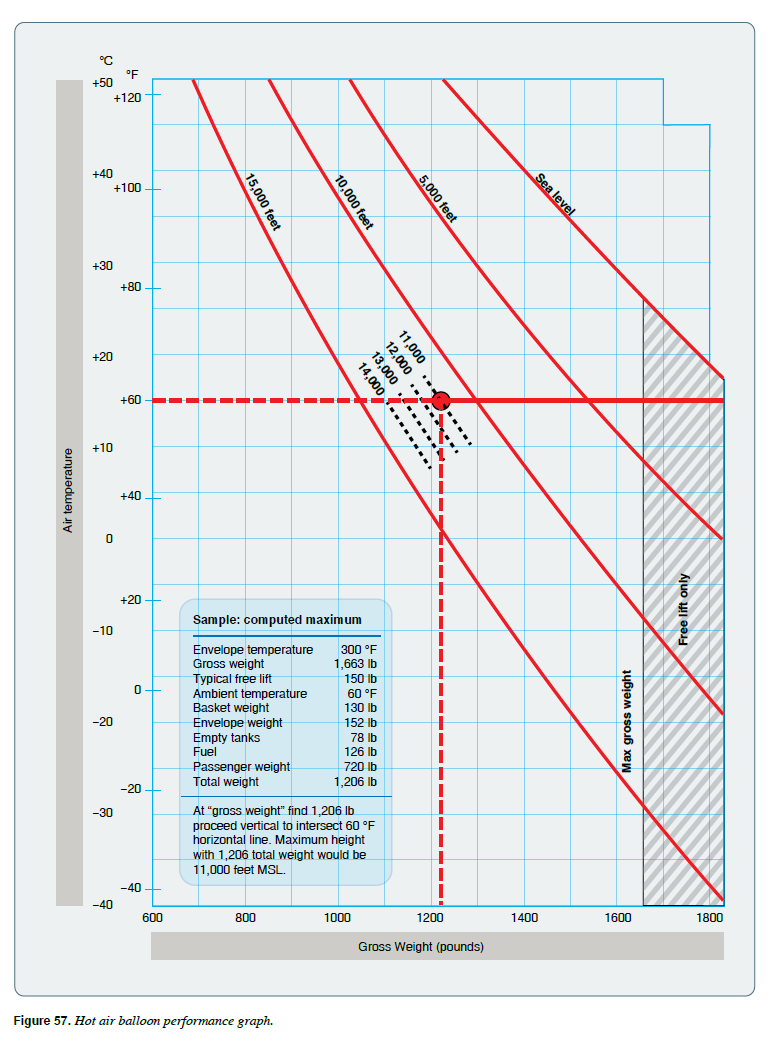 °C
°F
+50
+120
+40
+100
+30
+80
+20
+60
+10
+40
0
+20
−10
0
−20
−20
−30
−40
−40
Air temperature
15,000 feet
10,000 feet
5,000 feet
Sea level
11,000
12,000
13,000
14,000
Free lift only
Max gross weight
Sample: computed maximum
Envelope temperature 300 °F
Gross weight 1,663 lb
Typical free lift 150 lb
Ambient temperature 60 °F
Basket weight 130 lb
Envelope weight 152 lb
Empty tanks 78 lb
Fuel 126 lb
Passenger weight 720 lb
Total weight 1,206 lb
At “gross weight” find 1,206 lb
proceed vertical to intersect 60 °F
horizontal line. Maximum height
with 1,206 total weight would be
11,000 feet MSL.
600 800 1000 1200 1400 1600 1800
Gross Weight (pounds)
Figure 57. Hot air balloon performance graph.